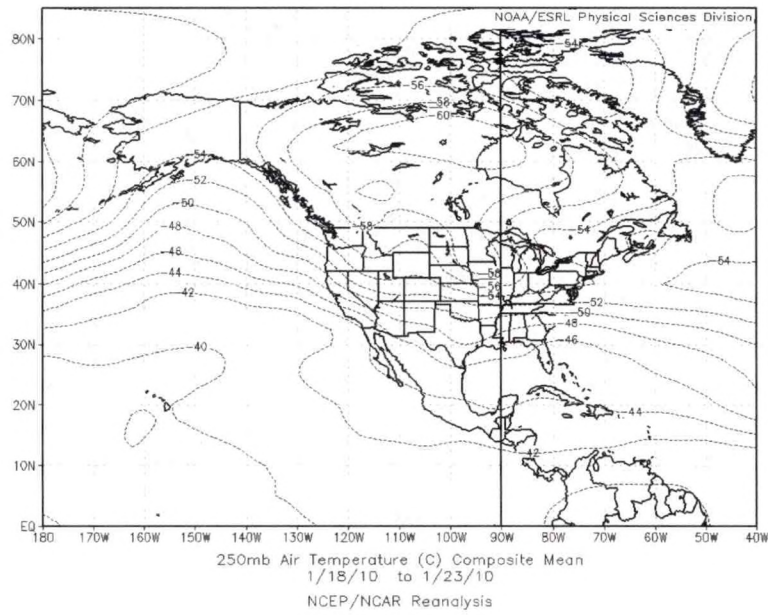 NOAA/ESRL Physical Sciences Division
80N
70N
60N
50N
40N
30N
20N
10N
EQ
-54
-56
-58
-60
-54
-52
-50
-48
-46
-44
-42
-40
-58
-54
-54
-58
-56
-54
-52
-50
-48
-46
-44
-42
180 170W 160W 150W 140W 130W 120W 110W 100W 90W 80W 70W 60W 50W 40W
250mb Air Temperature (C) Composite Mean
1/18/10 to 1/23/10
NCEP/NCAR Reanalysis